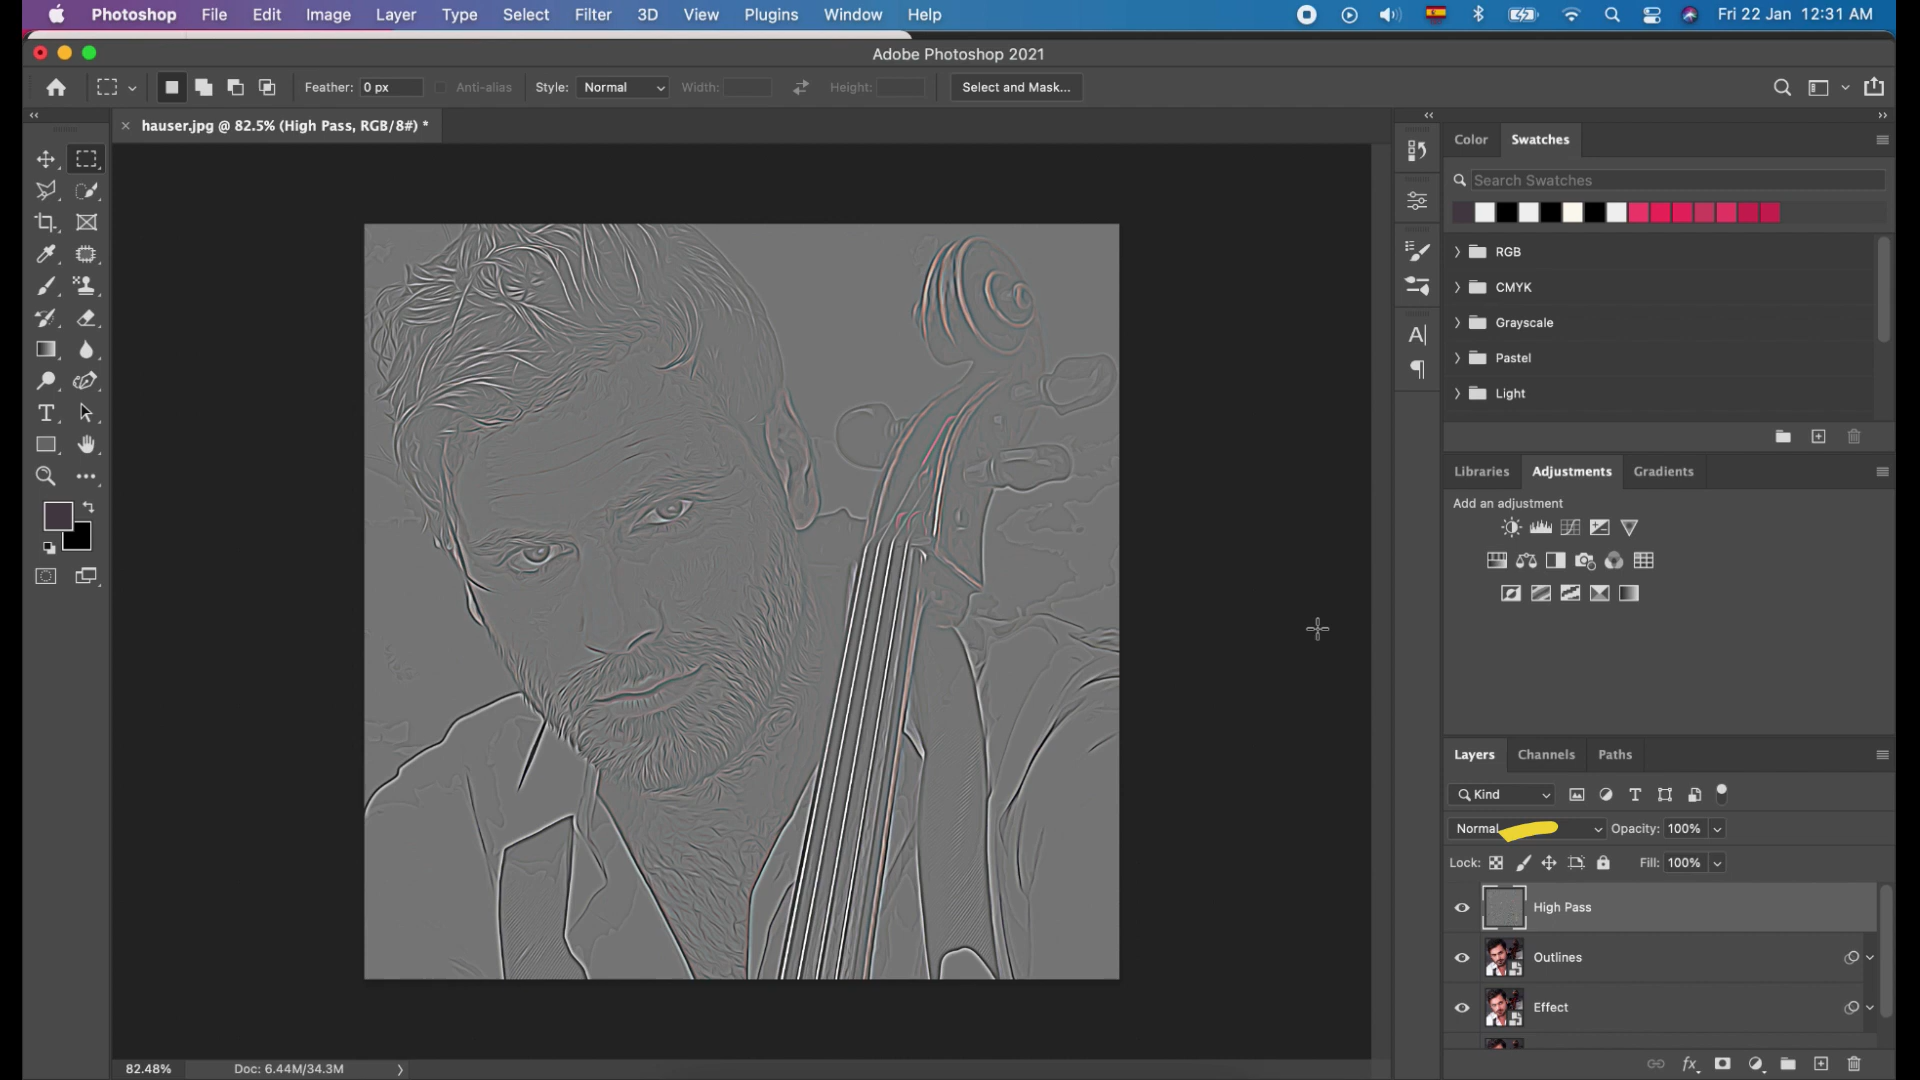 Photoshop File Edit Image Layer Type Select Filter 3D View Plugins Window Help Fri 22 Jan 12:31 AM
Adobe Photoshop 2021
Feather: 0 px Anti-alias Style: Normal Width: Height: Select and Mask...
hauser.jpg @ 82.5% (High Pass, RGB/8#) *
Color Swatches
Search Swatches
RGB
CMYK
Grayscale
Pastel
Light
Libraries Adjustments Gradients
Add an adjustment
Layers Channels Paths
Kind
Normal Opacity: 100%
Lock: Fill: 100%
High Pass
Outlines
Effect
82.48% Doc: 6.44M/34.3M